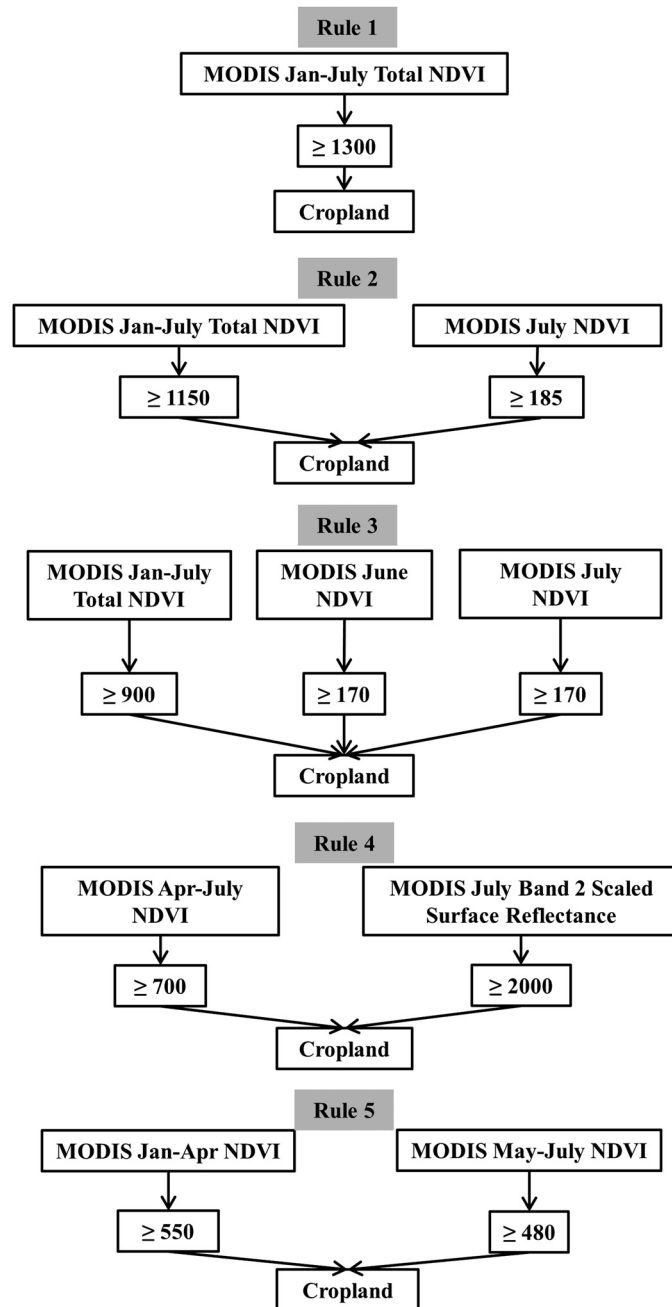 Rule 1
MODIS Jan-July Total NDVI
≥ 1300
Cropland
Rule 2
MODIS Jan-July Total NDVI
MODIS July NDVI
≥ 1150
≥ 185
Cropland
Rule 3
MODIS Jan-July
Total NDVI
MODIS June
NDVI
MODIS July
NDVI
≥ 900
≥ 170
≥ 170
Cropland
Rule 4
MODIS Apr-July
NDVI
MODIS July Band 2 Scaled
Surface Reflectance
≥ 700
≥ 2000
Cropland
Rule 5
MODIS Jan-Apr NDVI
MODIS May-July NDVI
≥ 550
≥ 480
Cropland